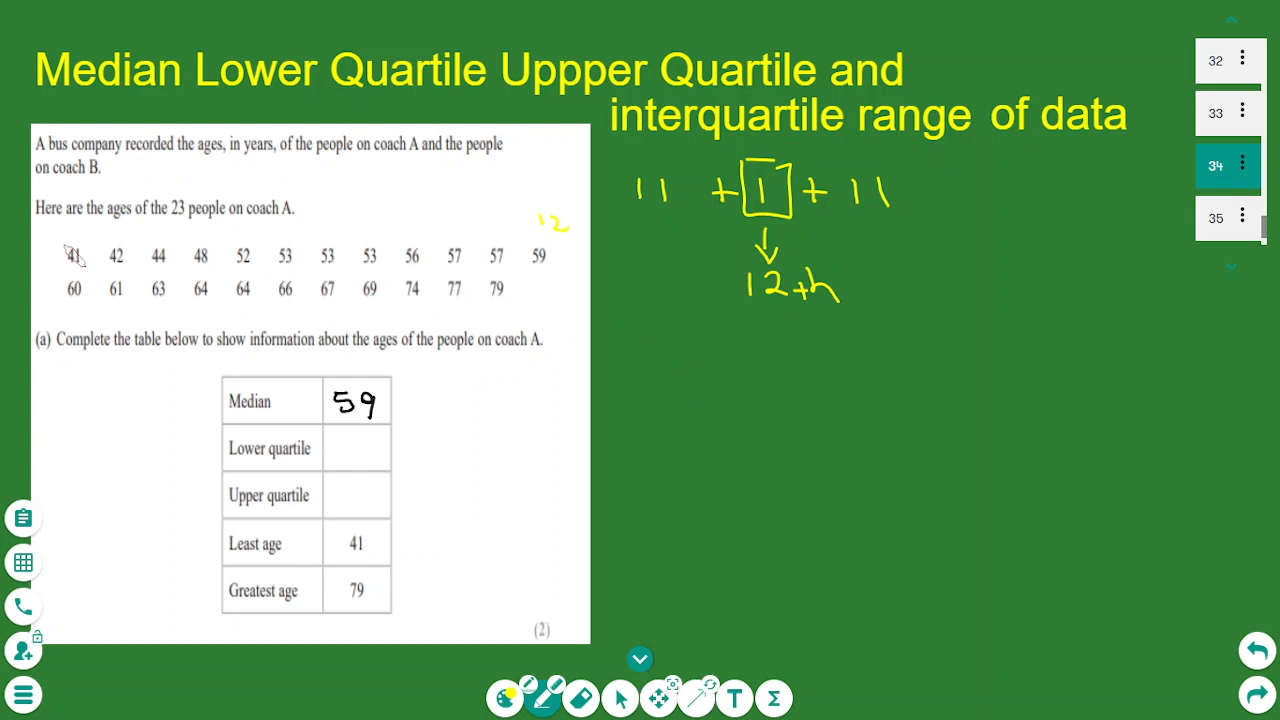 Median Lower Quartile Uppper Quartile and
interquartile range of data
32
33
34
35
A bus company recorded the ages, in years, of the people on coach A and the people
on coach B.
Here are the ages of the 23 people on coach A.
12
41 42 44 48 52 53 53 53 56 57 57 59
60 61 63 64 64 66 67 69 74 77 79
11 + 1 + 11
12th
(a) Complete the table below to show information about the ages of the people on coach A.
Median 59
Lower quartile
Upper quartile
Least age 41
Greatest age 79
(2)
T Σ